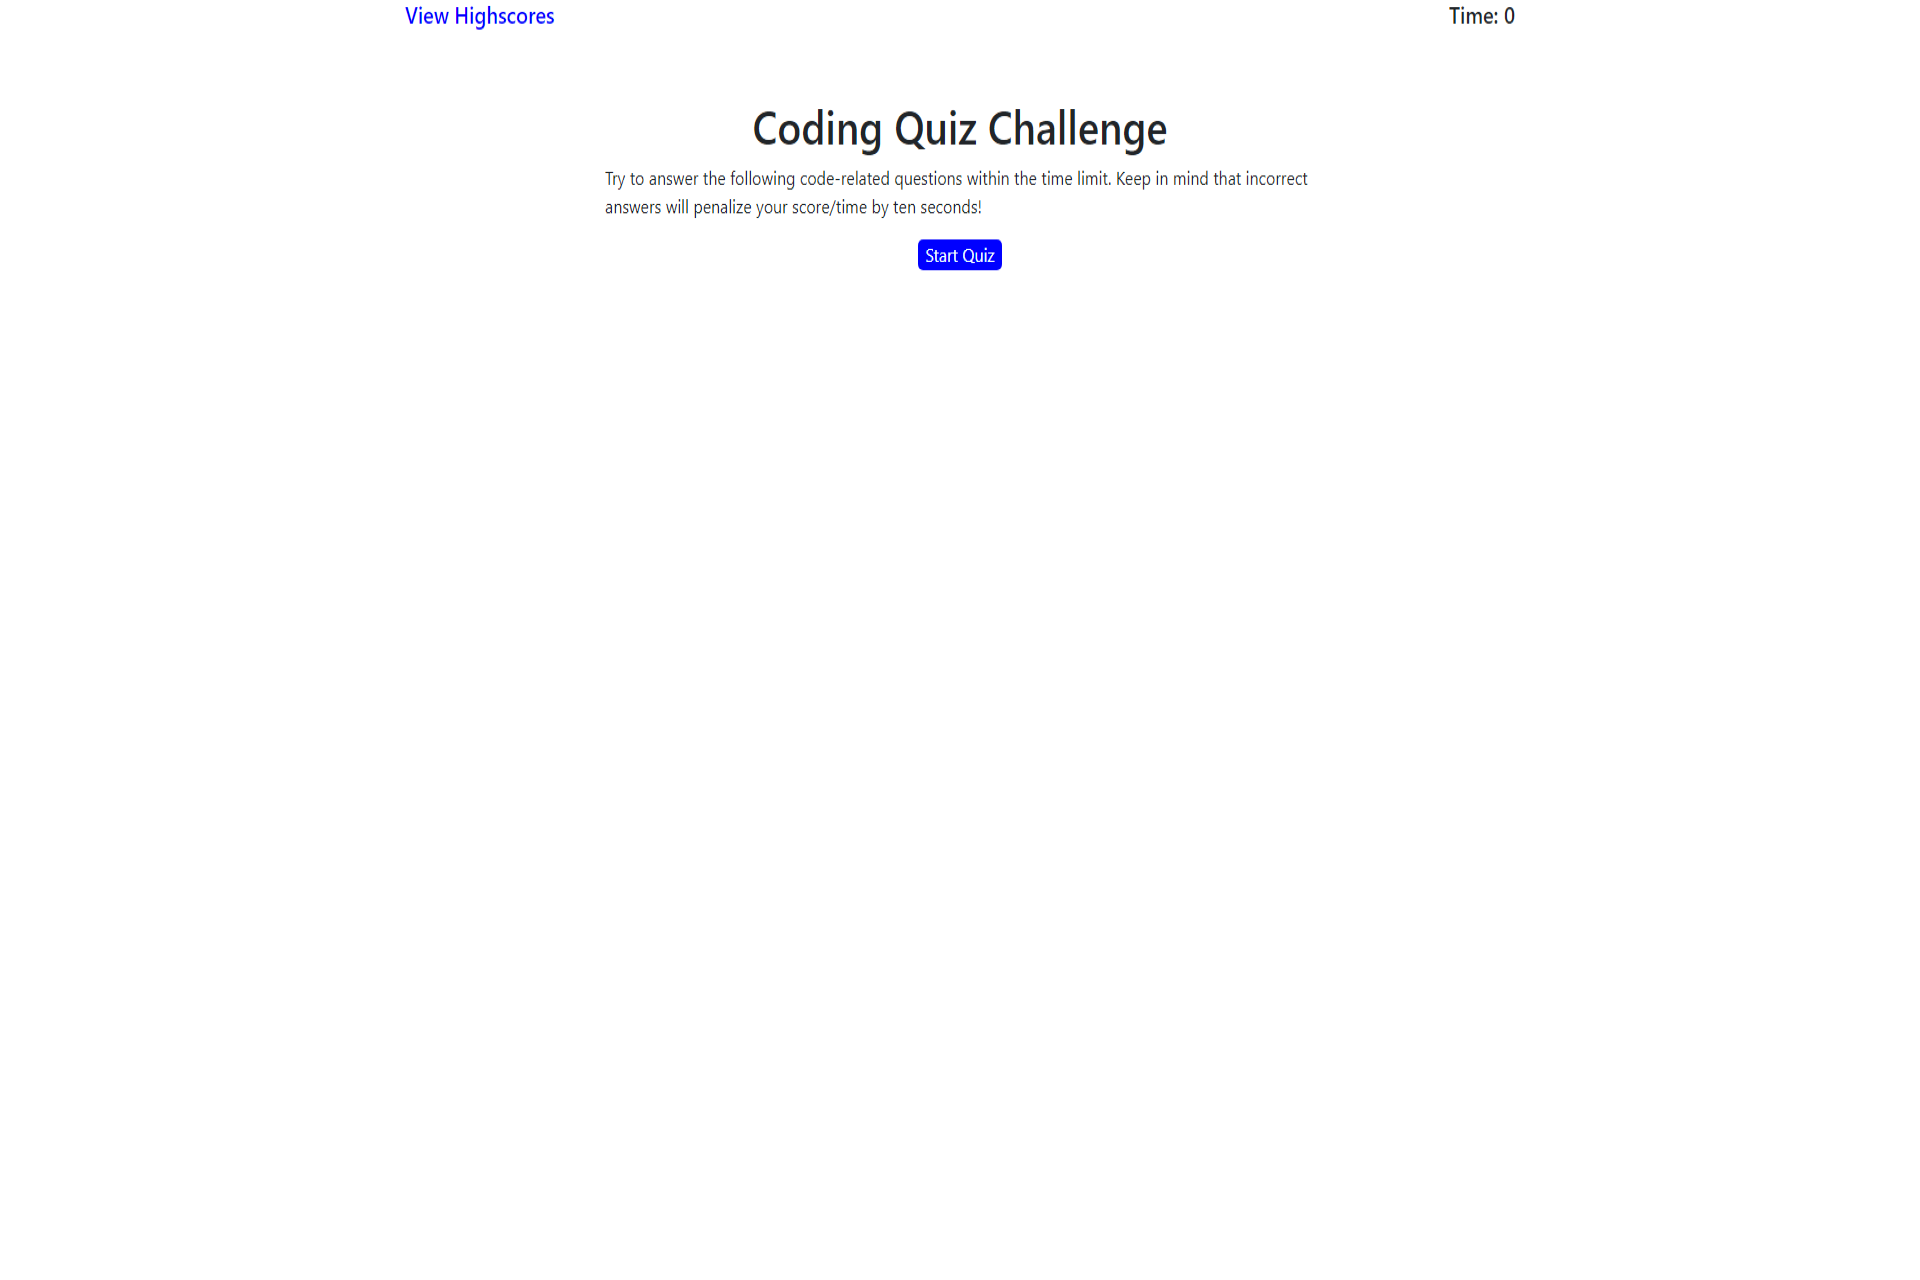 View Highscores
Time: 0
Coding Quiz Challenge
Try to answer the following code-related questions within the time limit. Keep in mind that incorrect
answers will penalize your score/time by ten seconds!
Start Quiz